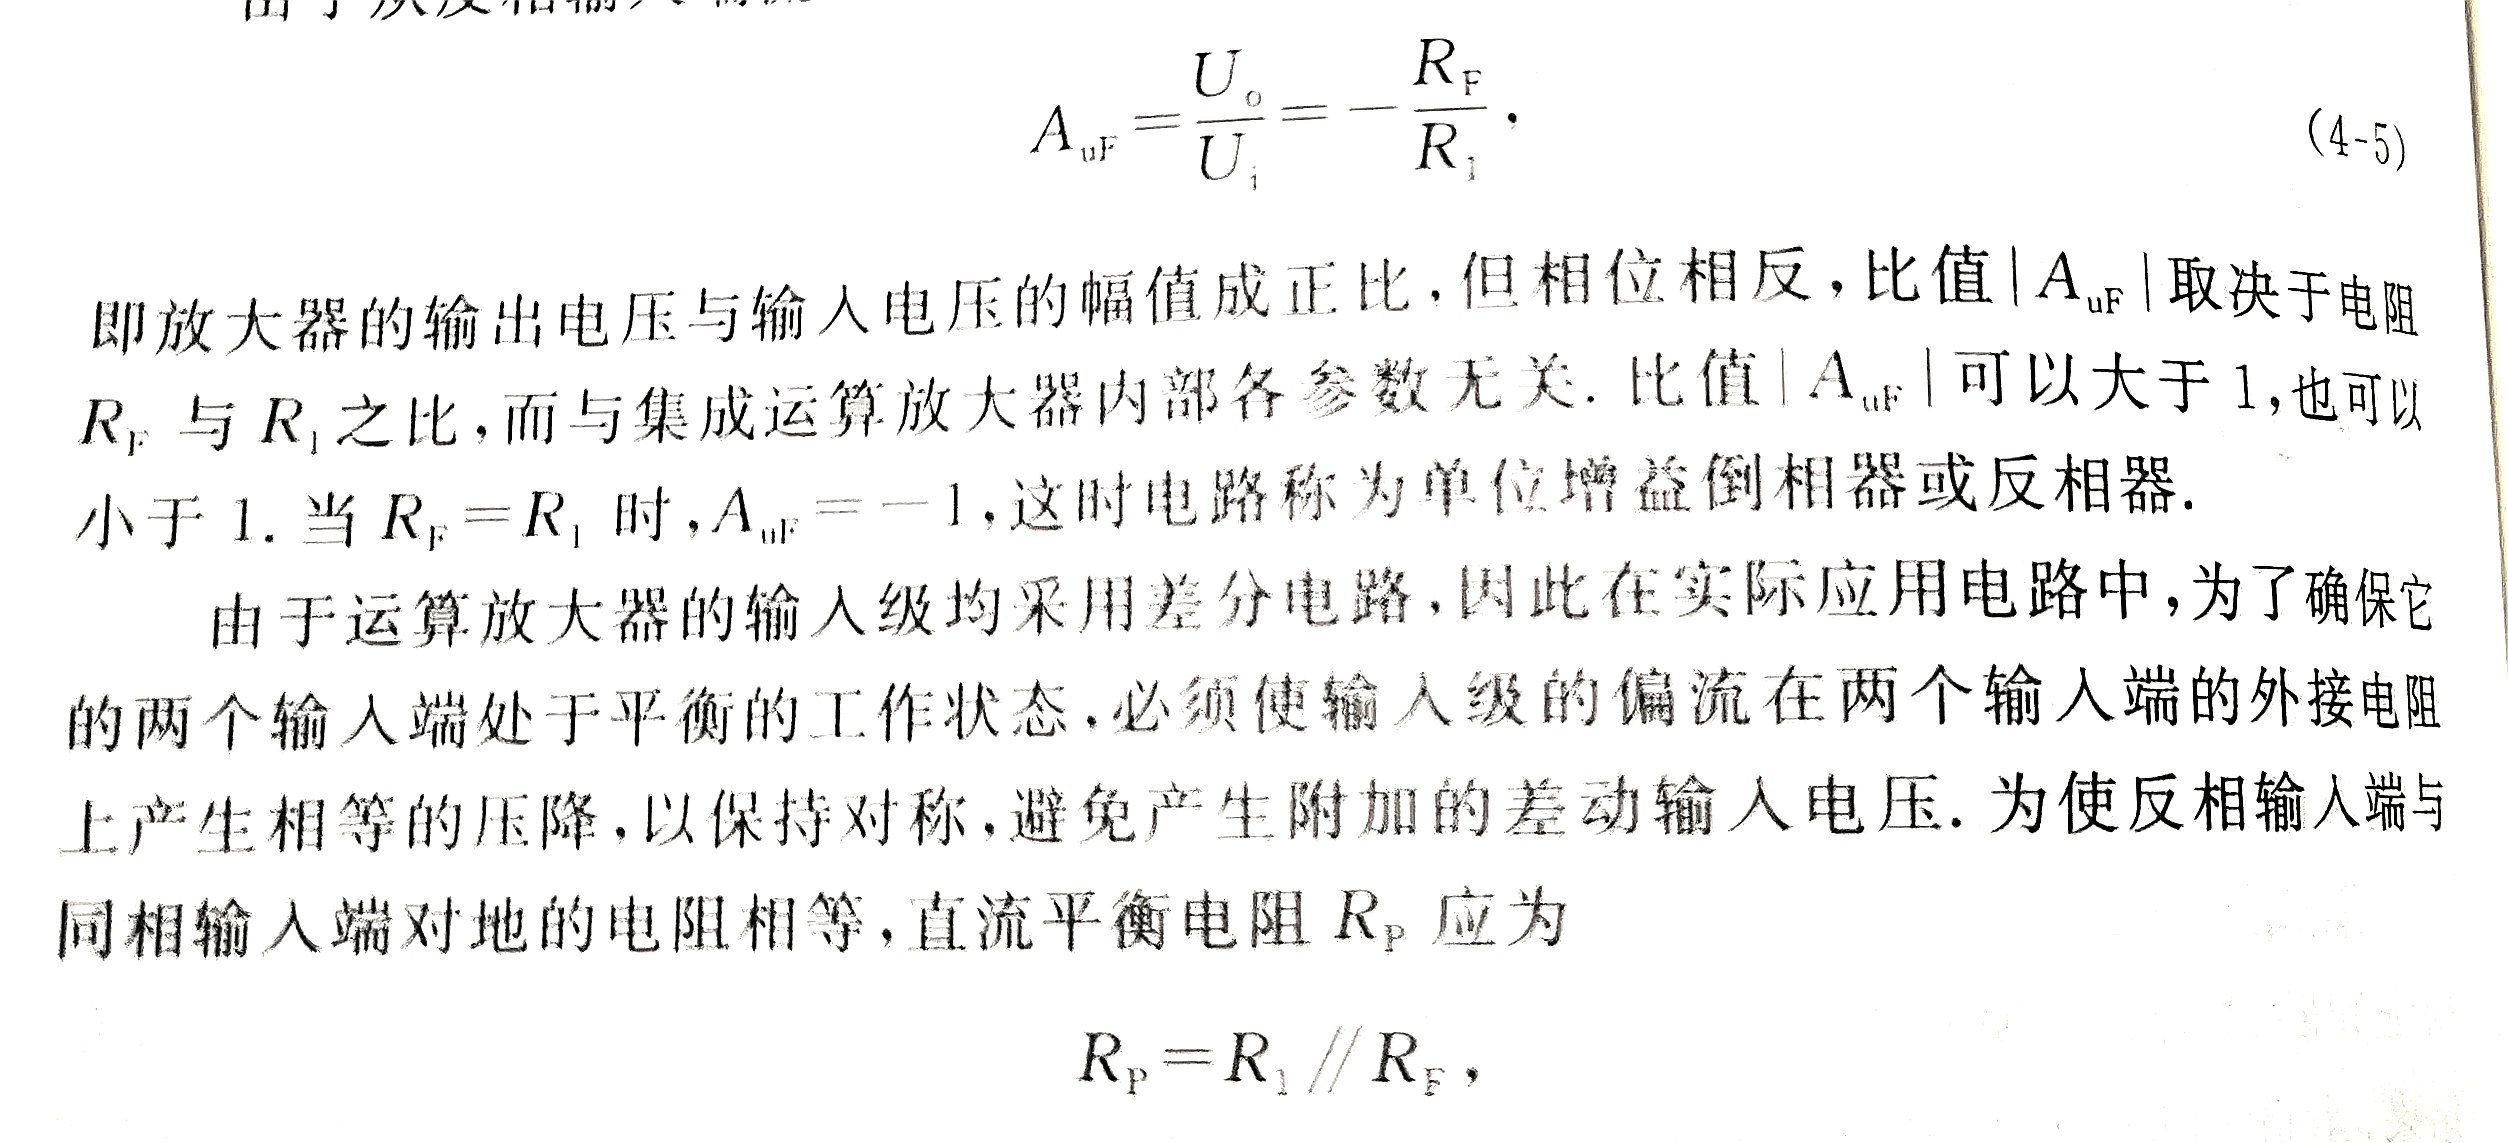 A_uF = U_o / U_i = − R_F / R_1 , (4-5)
即放大器的输出电压与输入电压的幅值成正比,但相位相反,比值|A_uF|取决于电阻
R_F 与 R_1 之比,而与集成运算放大器内部各参数无关. 比值|A_uF|可以大于 1,也可以
小于 1. 当 R_F=R_1 时,A_uF=−1,这时电路称为单位增益倒相器或反相器.
由于运算放大器的输入级均采用差分电路,因此在实际应用电路中,为了确保它
的两个输入端处于平衡的工作状态,必须使输入级的偏流在两个输入端的外接电阻
上产生相等的压降,以保持对称,避免产生附加的差动输入电压. 为使反相输入端与
同相输入端对地的电阻相等,直流平衡电阻 R_P 应为
R_P=R_1//R_F,